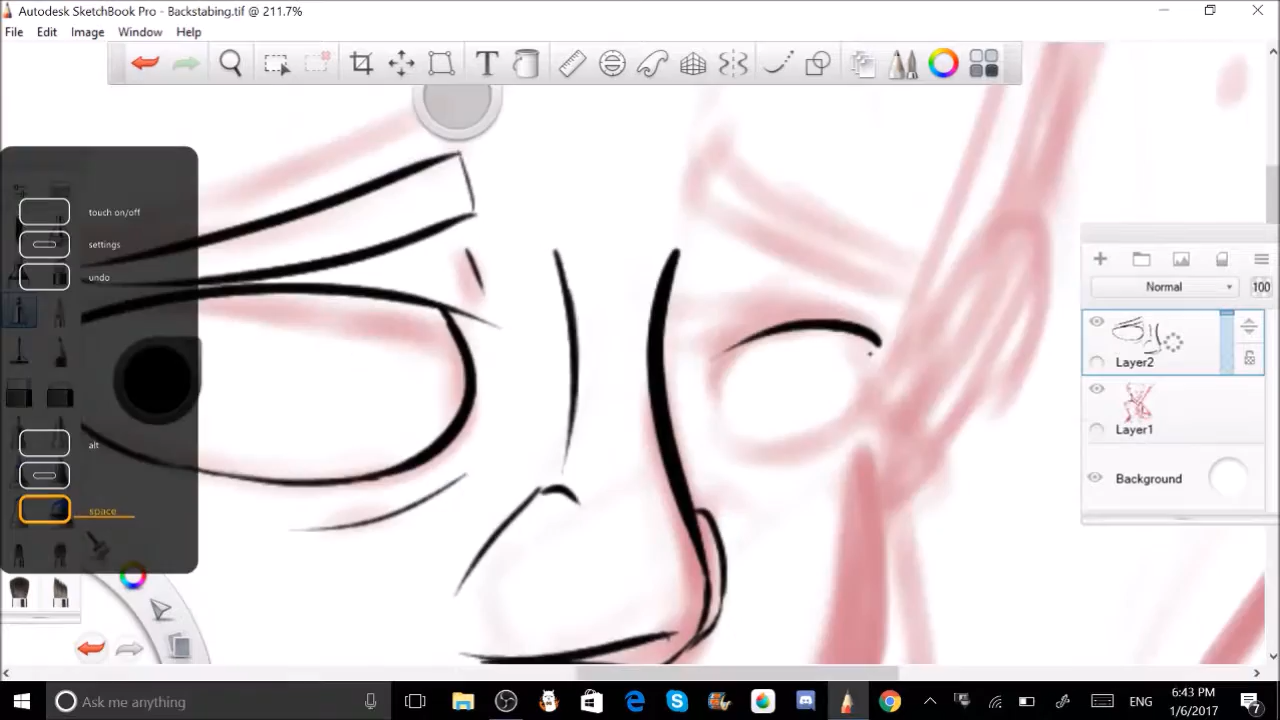 Autodesk SketchBook Pro - Backstabing.tif @ 211.7%
File Edit Image Window Help
T
touch on/off
settings
undo
Normal 100
Layer2
Layer1
alt
Background
space
Ask me anything
ENG
6:43 PM
1/6/2017
7